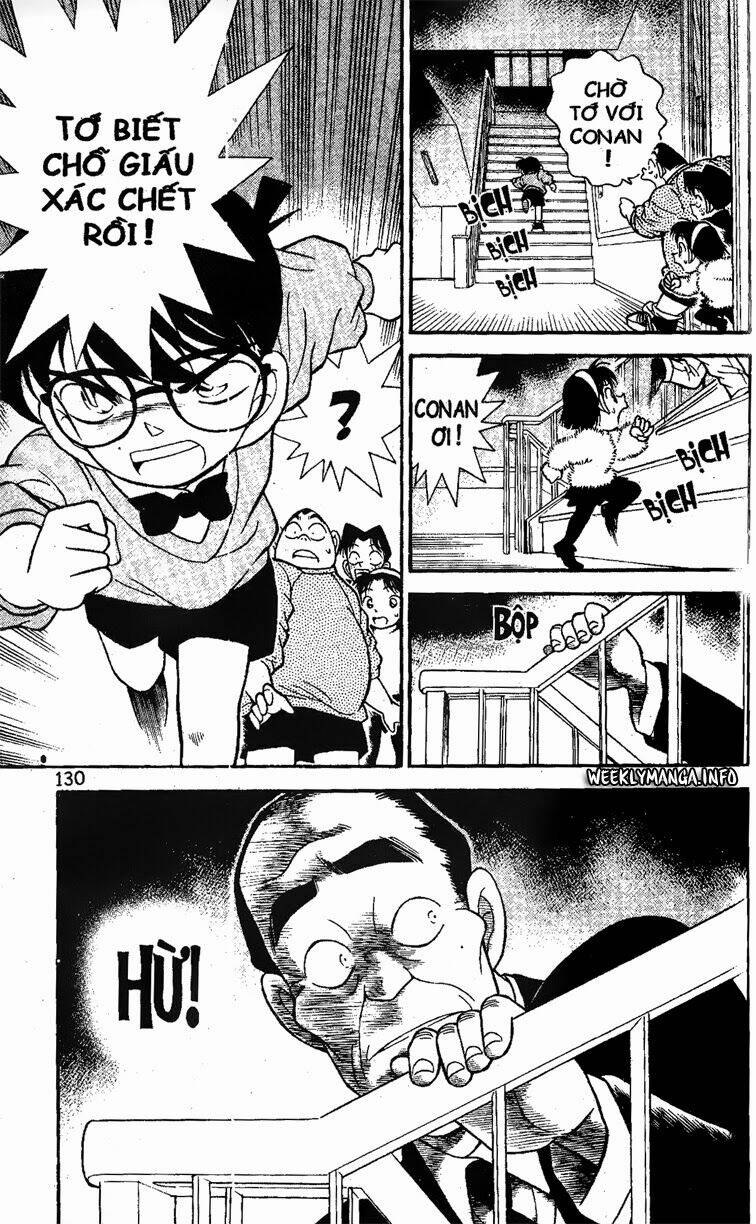 TỚ BIẾT
CHỖ GIẤU
XÁC CHẾT
RỒI!
?
CHỜ
TỚ VỚI
CONAN
!
BỊCH
BỊCH
BỊCH
CONAN
ƠI!
BỊCH
BỊCH
BỘP
130
WEEKLYMANGA.INFO
HỪ!